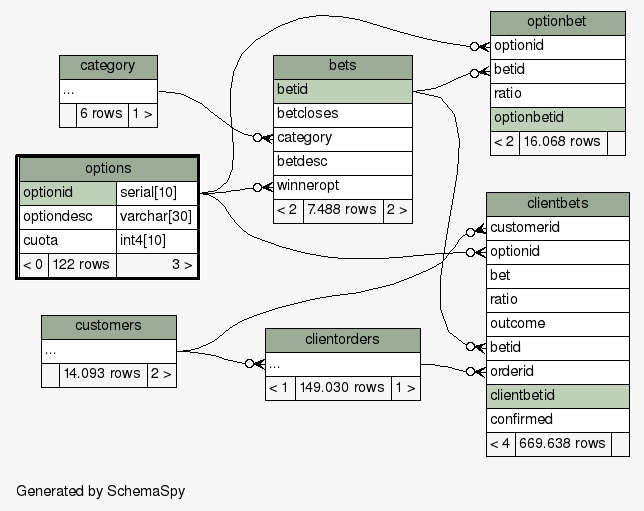 optionbet
optionid
betid
ratio
optionbetid
< 2 16.068 rows
category
...
6 rows 1 >
bets
betid
betcloses
category
betdesc
winneropt
< 2 7.488 rows 2 >
options
optionid serial[10]
optiondesc varchar[30]
cuota int4[10]
< 0 122 rows 3 >
clientbets
customerid
optionid
bet
ratio
outcome
betid
orderid
clientbetid
confirmed
< 4 669.638 rows
customers
...
14.093 rows 2 >
clientorders
...
< 1 149.030 rows 1 >
Generated by SchemaSpy